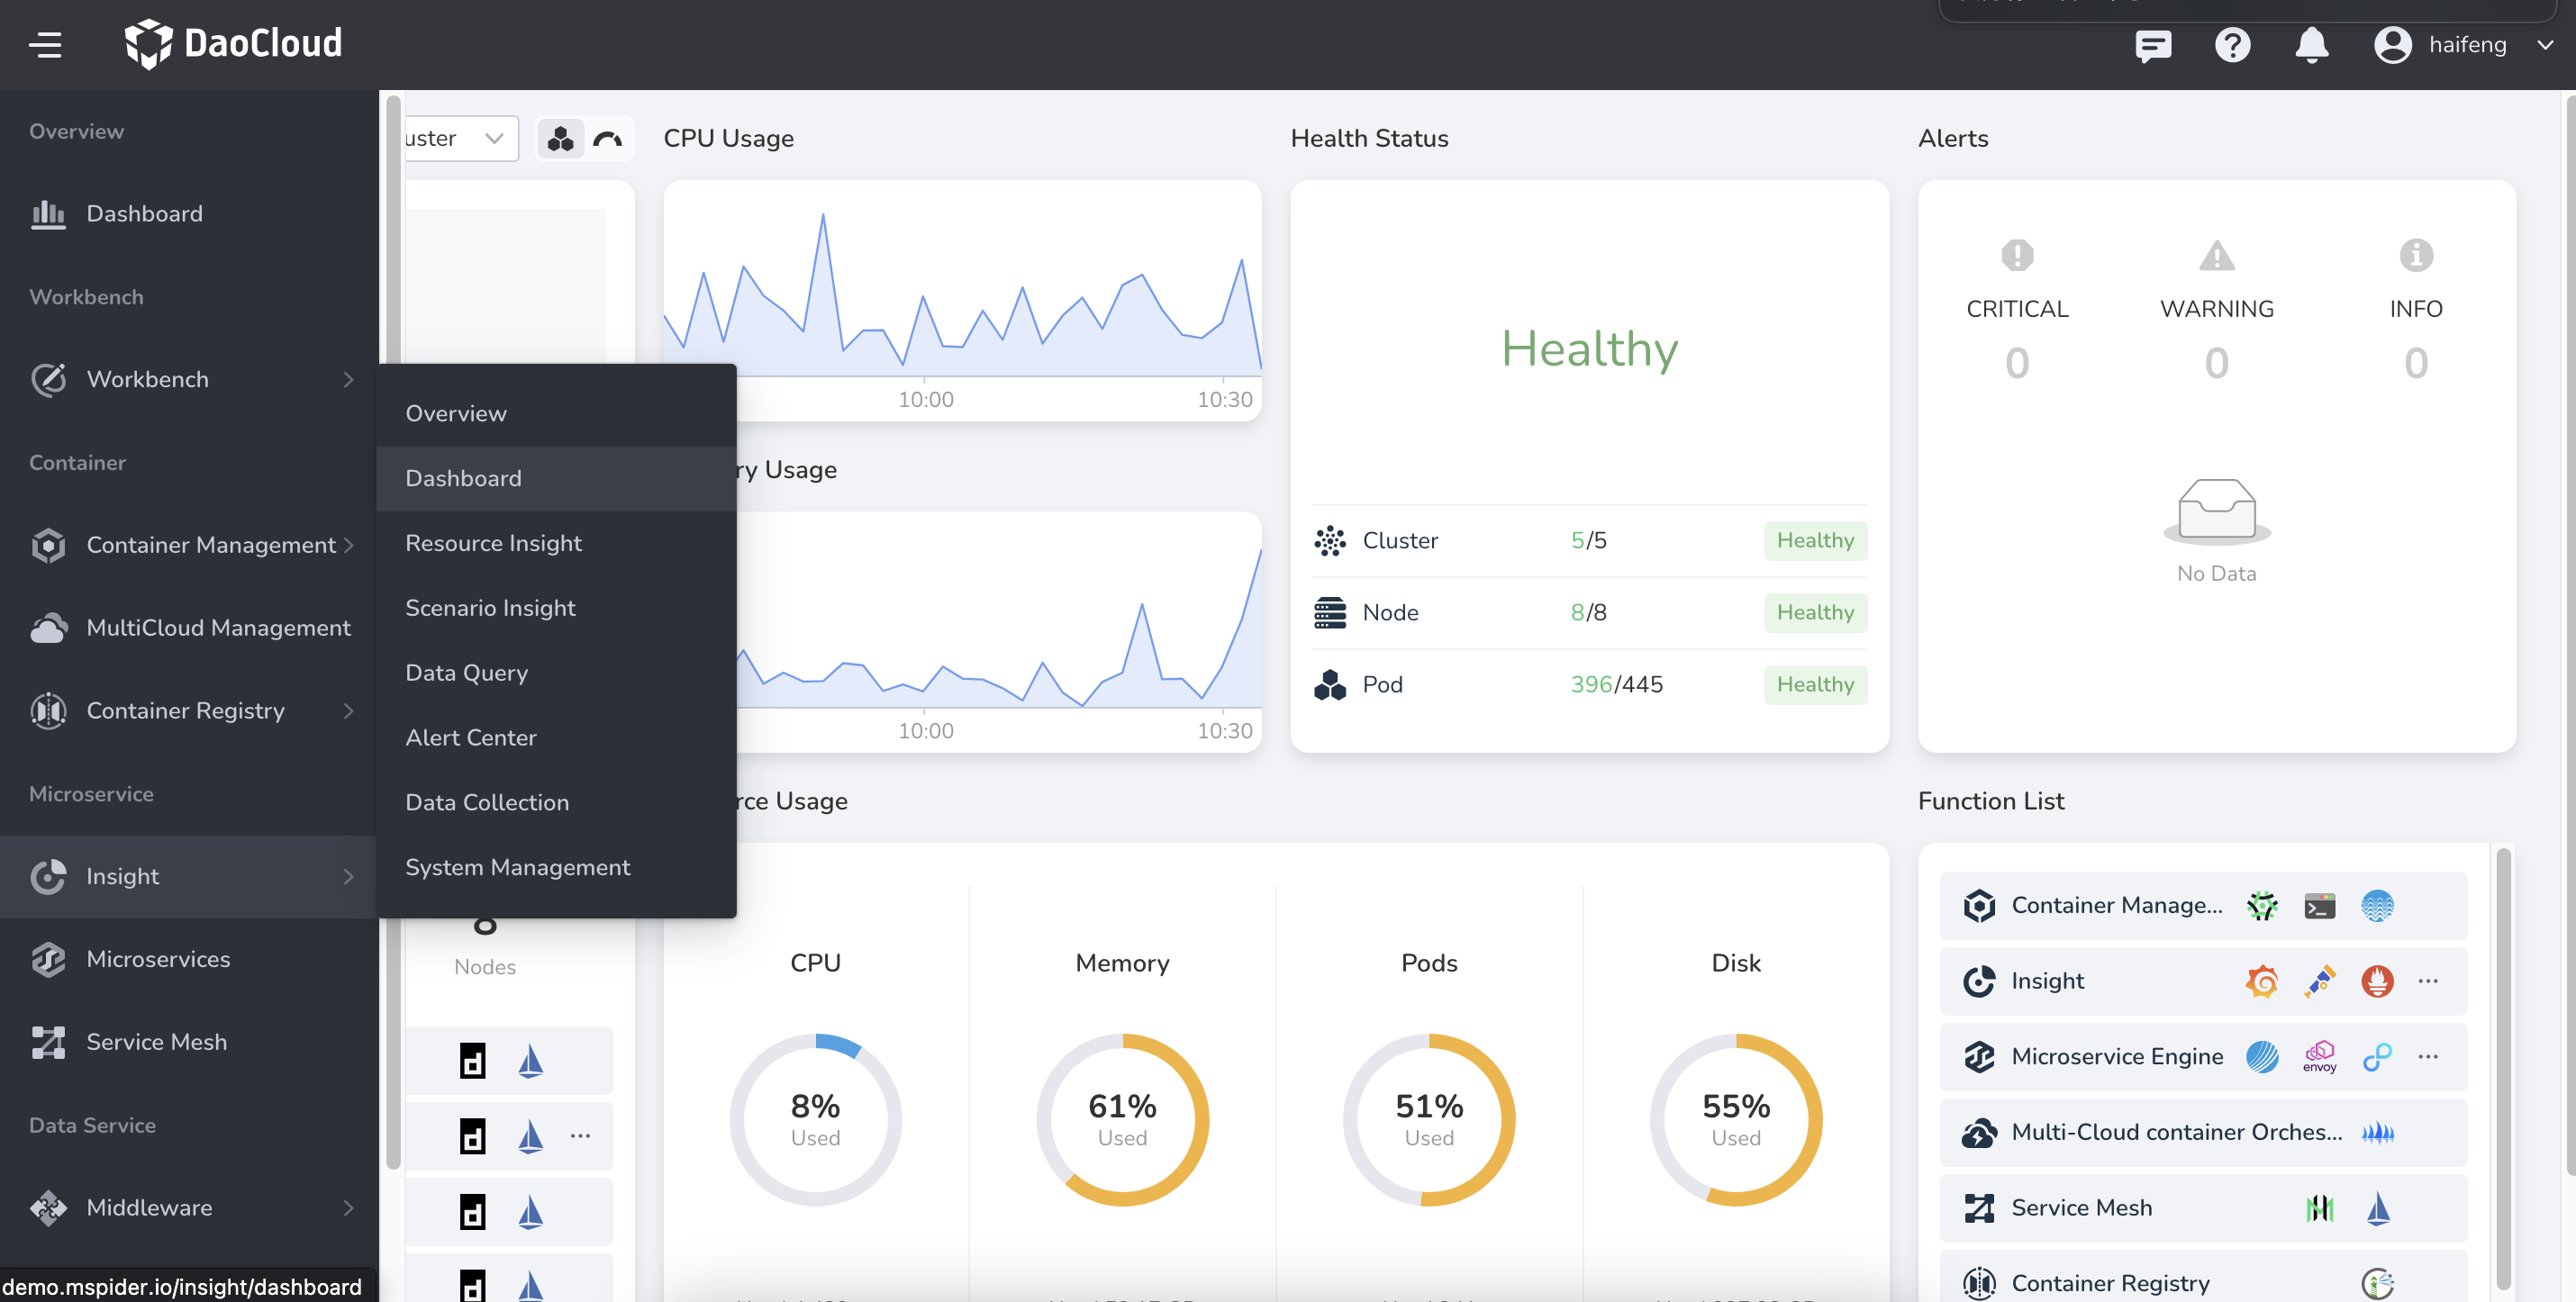 DaoCloud
haifeng
Overview
Dashboard
Workbench
Workbench
Container
Container Management
MultiCloud Management
Container Registry
Microservice
Insight
Microservices
Service Mesh
Data Service
Middleware
demo.mspider.io/insight/dashboard
Overview
Dashboard
Resource Insight
Scenario Insight
Data Query
Alert Center
Data Collection
System Management
uster
8
Nodes
CPU Usage
10:00
10:30
ry Usage
10:00
10:30
Health Status
Healthy
Cluster 5/5 Healthy
Node 8/8 Healthy
Pod 396/445 Healthy
Alerts
CRITICAL WARNING INFO
0 0 0
No Data
rce Usage
CPU Memory Pods Disk
8% 61% 51% 55%
Used Used Used Used
Function List
Container Manage...
Insight
Microservice Engine
envoy
Multi-Cloud container Orches...
Service Mesh
Container Registry